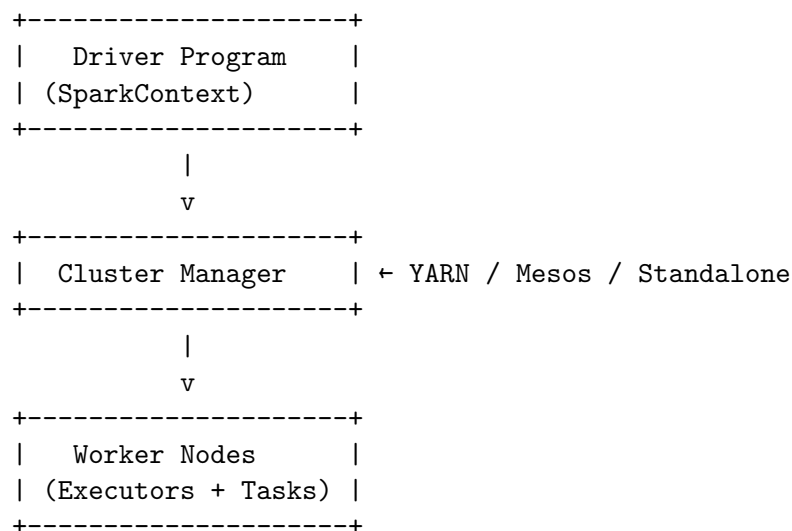 +---------------------+
|   Driver Program    |
| (SparkContext)      |
+---------------------+
           |
           v
+---------------------+
|  Cluster Manager    | ← YARN / Mesos / Standalone
+---------------------+
           |
           v
+---------------------+
|   Worker Nodes      |
| (Executors + Tasks) |
+---------------------+